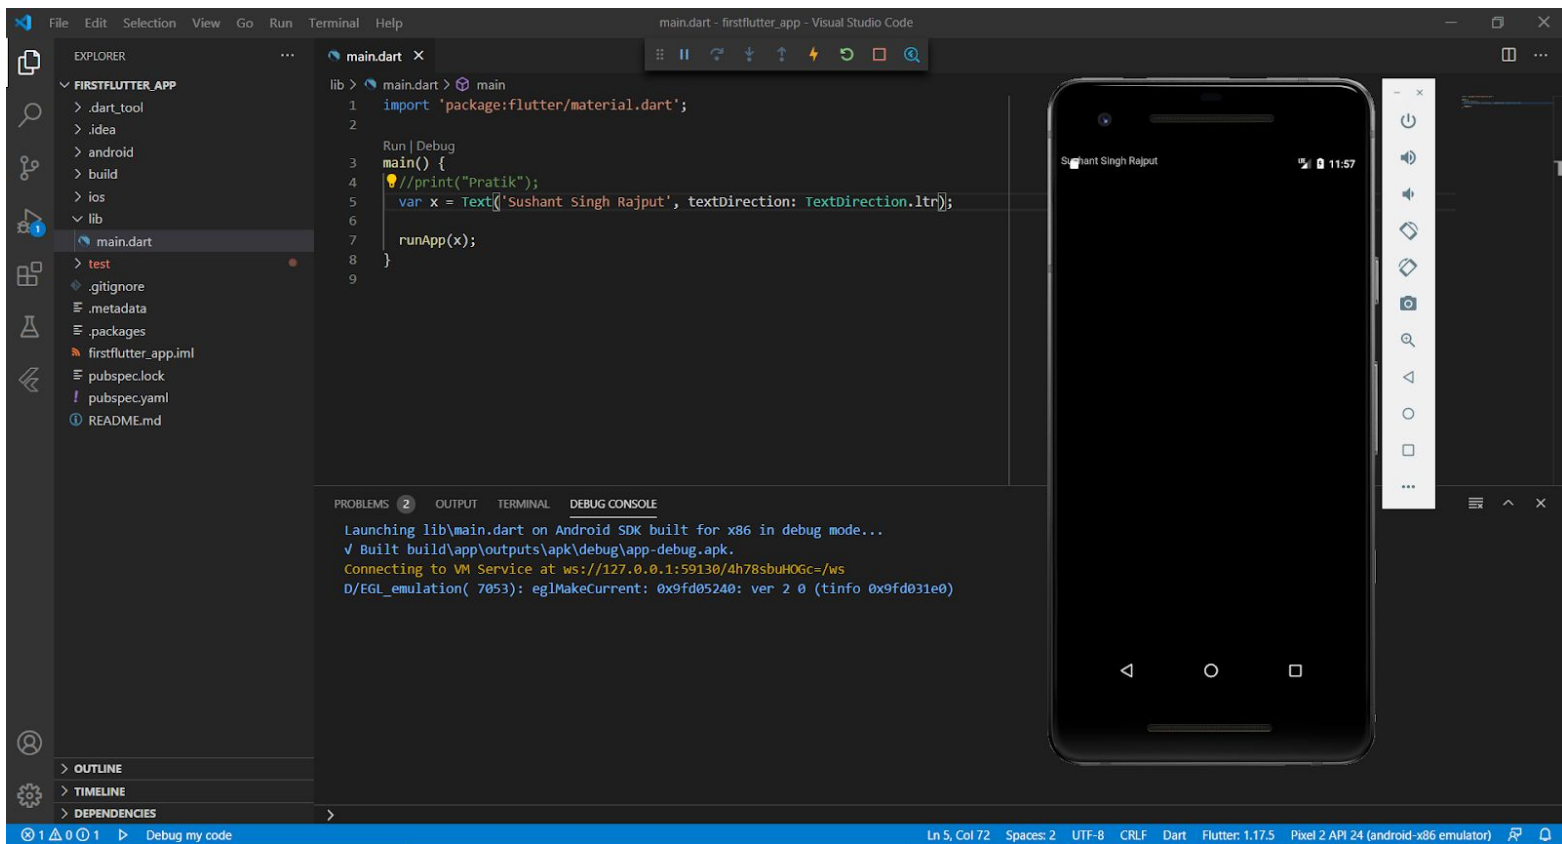 File Edit Selection View Go Run Terminal Help
main.dart - firstflutter_app - Visual Studio Code
EXPLORER
FIRSTFLUTTER_APP
.dart_tool
.idea
android
build
ios
lib
main.dart
test
.gitignore
.metadata
.packages
firstflutter_app.iml
pubspec.lock
pubspec.yaml
README.md
OUTLINE
TIMELINE
DEPENDENCIES
1
main.dart
lib > main.dart > main
1 import 'package:flutter/material.dart';
2
Run | Debug
3 main() {
4 //print("Pratik");
5 var x = Text('Sushant Singh Rajput', textDirection: TextDirection.ltr);
6
7 runApp(x);
8 }
9
PROBLEMS 2 OUTPUT TERMINAL DEBUG CONSOLE
Launching lib\main.dart on Android SDK built for x86 in debug mode...
√ Built build\app\outputs\apk\debug\app-debug.apk.
Connecting to VM Service at ws://127.0.0.1:59130/4h78sbuHOGc=/ws
D/EGL_emulation( 7053): eglMakeCurrent: 0x9fd05240: ver 2 0 (tinfo 0x9fd031e0)
Singh Rajput
11:57
1 0 1 Debug my code
Ln 5, Col 72 Spaces: 2 UTF-8 CRLF Dart Flutter: 1.17.5 Pixel 2 API 24 (android-x86 emulator)